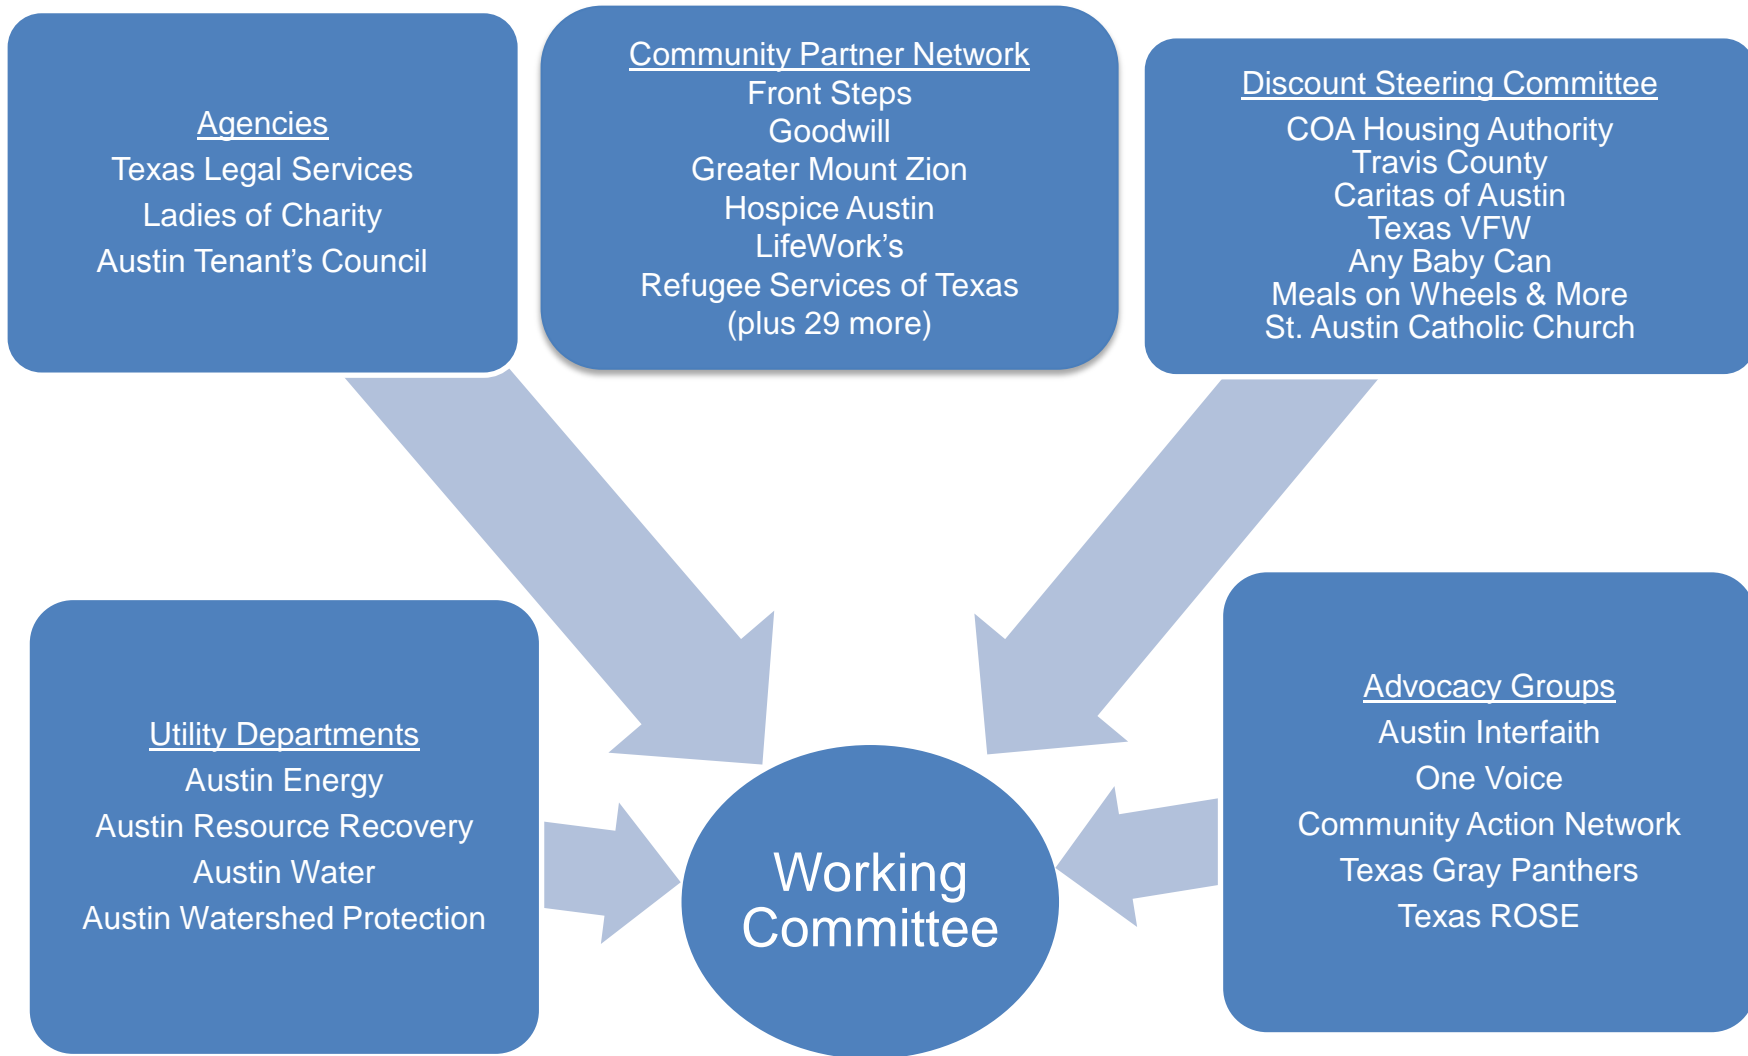 Agencies
Texas Legal Services
Ladies of Charity
Austin Tenant’s Council
Community Partner Network
Front Steps
Goodwill
Greater Mount Zion
Hospice Austin
LifeWork’s
Refugee Services of Texas
(plus 29 more)
Discount Steering Committee
COA Housing Authority
Travis County
Caritas of Austin
Texas VFW
Any Baby Can
Meals on Wheels & More
St. Austin Catholic Church
Utility Departments
Austin Energy
Austin Resource Recovery
Austin Water
Austin Watershed Protection
Working
Committee
Advocacy Groups
Austin Interfaith
One Voice
Community Action Network
Texas Gray Panthers
Texas ROSE